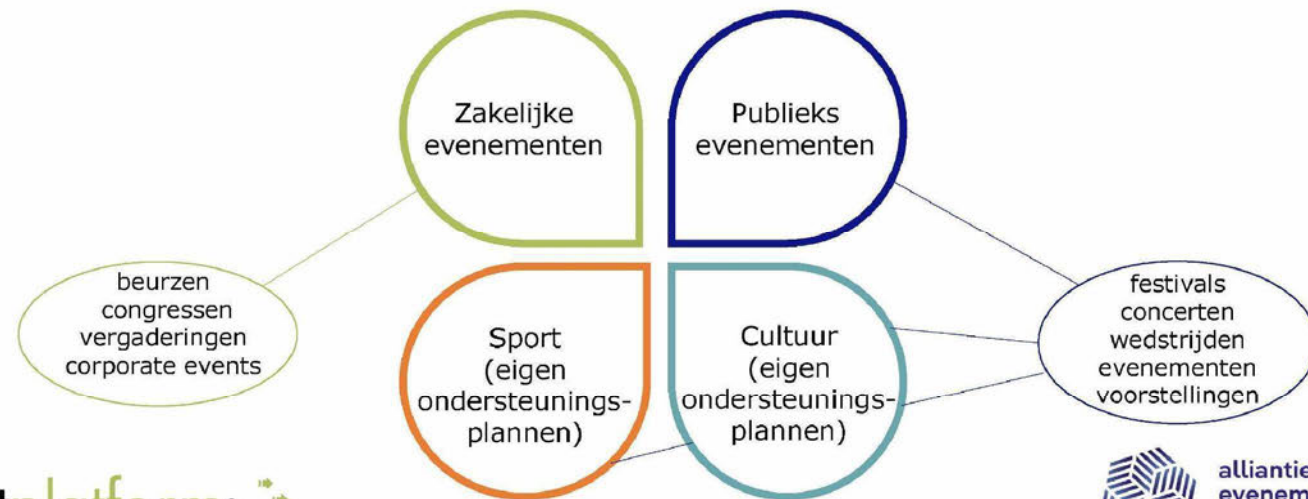 Zakelijke
evenementen
Publieks
evenementen
beurzen
congressen
vergaderingen
corporate events
Sport
(eigen
ondersteunings-
plannen)
Cultuur
(eigen
ondersteunings-
plannen)
festivals
concerten
wedstrijden
evenementen
voorstellingen
alliantie